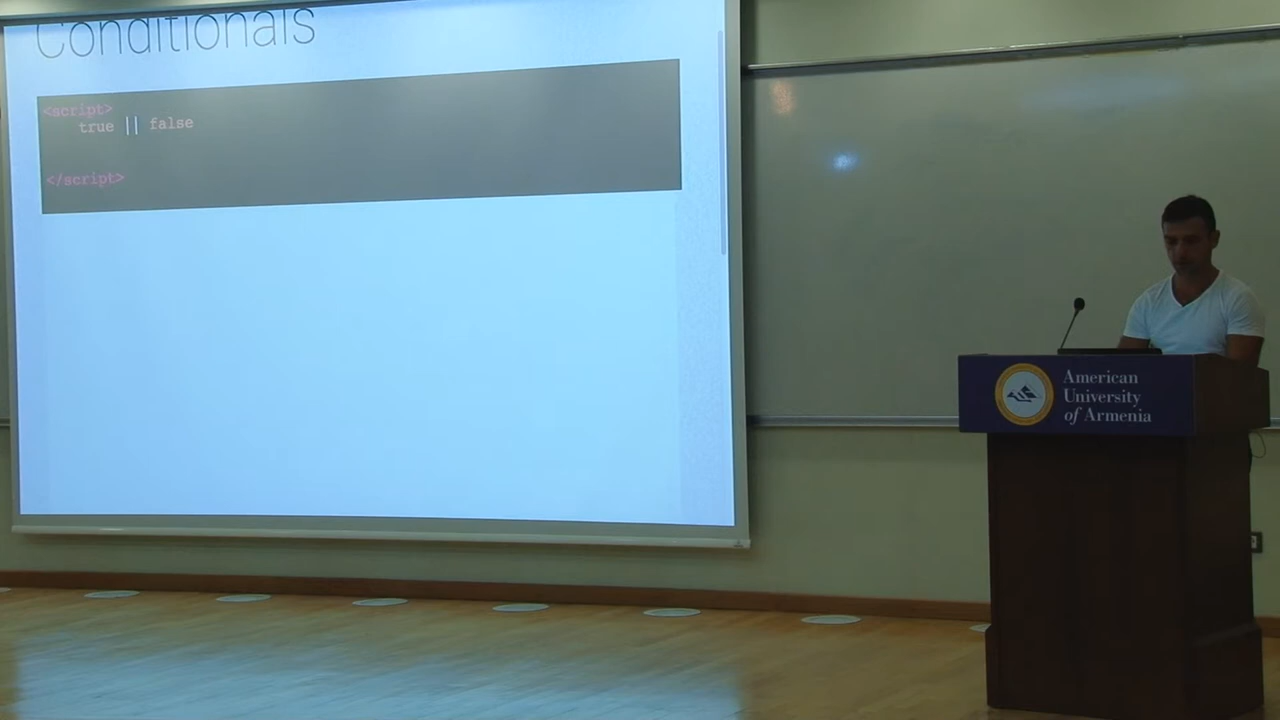 Conditionals
<script>
true || false
</script>
American
University
of Armenia